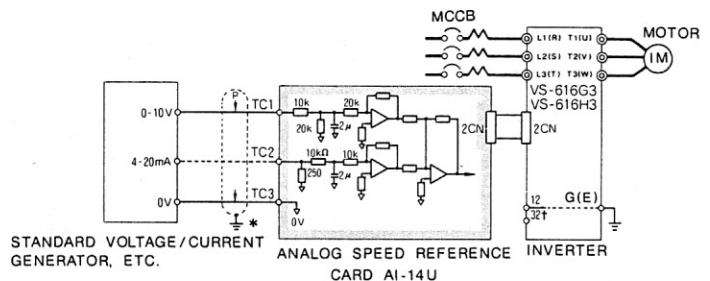 MCCB
L1(R) T1(U)
L2(S) T2(V)
L3(T) T3(W)
MOTOR
IM
VS-616G3
VS-616H3
P
0-10V
TC1
10k
20k
20k
2μ
2CN
2CN
4-20mA
TC2
10kΩ
10k
250
2μ
0V
TC3
0V
*
12
32†
G(E)
STANDARD VOLTAGE/CURRENT
GENERATOR, ETC.
ANALOG SPEED REFERENCE
CARD AI-14U
INVERTER